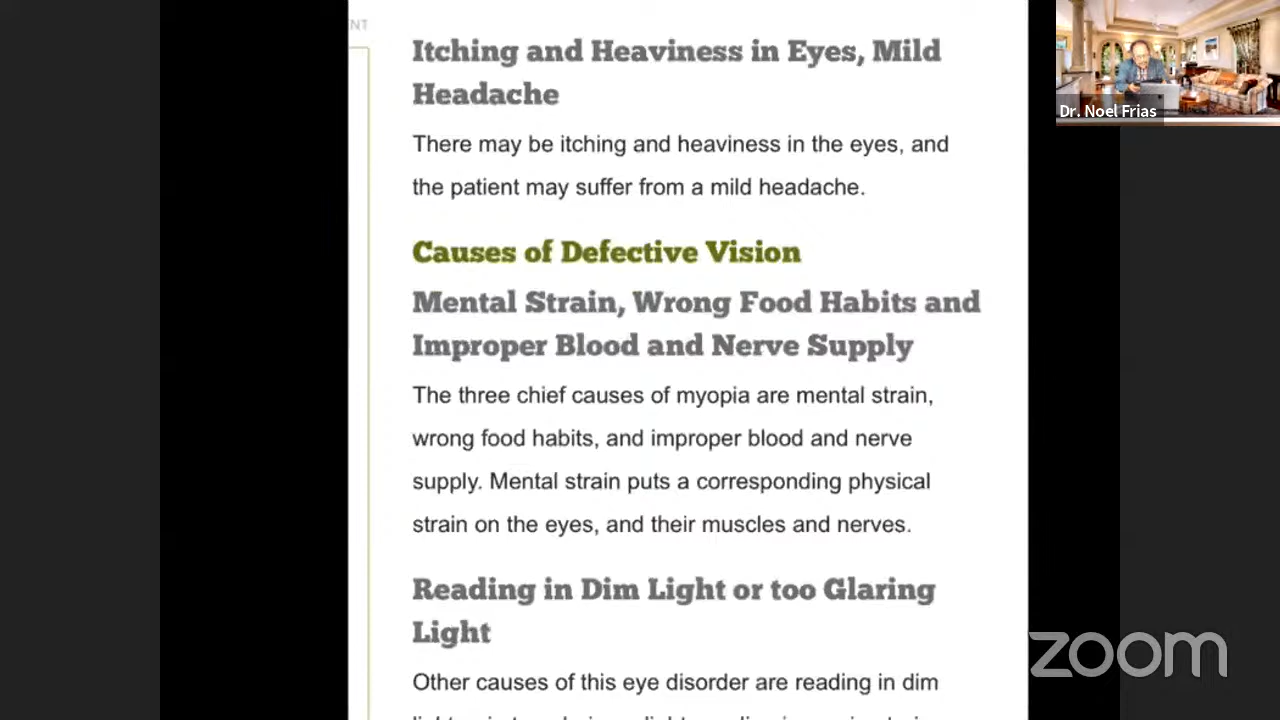 NT
Itching and Heaviness in Eyes, Mild
Headache
There may be itching and heaviness in the eyes, and
the patient may suffer from a mild headache.
Causes of Defective Vision
Mental Strain, Wrong Food Habits and
Improper Blood and Nerve Supply
The three chief causes of myopia are mental strain,
wrong food habits, and improper blood and nerve
supply. Mental strain puts a corresponding physical
strain on the eyes, and their muscles and nerves.
Reading in Dim Light or too Glaring
Light
Other causes of this eye disorder are reading in dim
Dr. Noel Frias
zoom